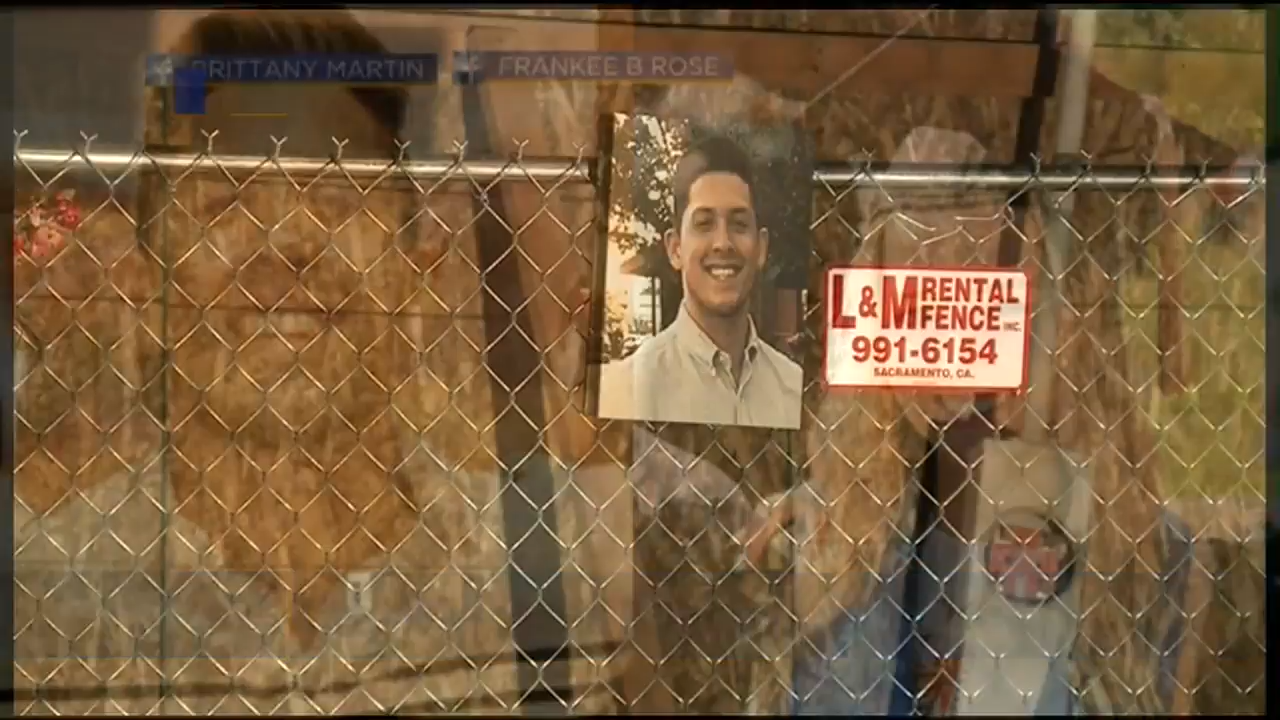 BRITTANY MARTIN
FRANKEE B ROSE
L & M RENTAL
FENCE INC.
991-6154
SACRAMENTO, CA.